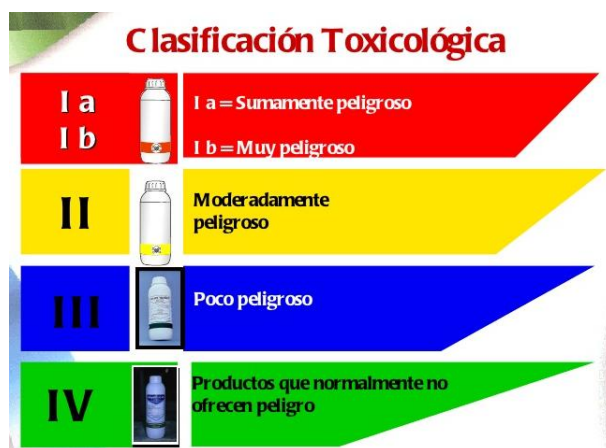 Clasificación Toxicológica
I a
I b
I a = Sumamente peligroso
I b = Muy peligroso
II
Moderadamente
peligroso
III
Poco peligroso
IV
Productos que normalmente no
ofrecen peligro